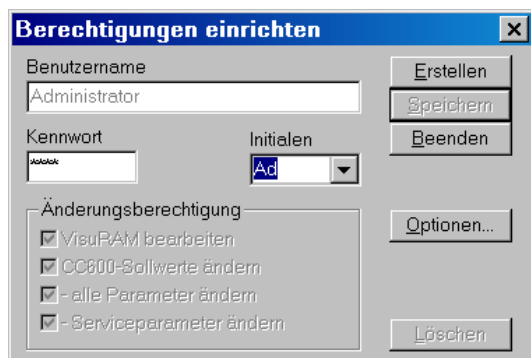 Berechtigungen einrichten
Benutzername
Administrator
Kennwort
****
Initialen
Ad
Änderungsberechtigung
VisuRAM bearbeiten
CC600-Sollwerte ändern
- alle Parameter ändern
- Serviceparameter ändern
Erstellen
Speichern
Beenden
Optionen...
Löschen